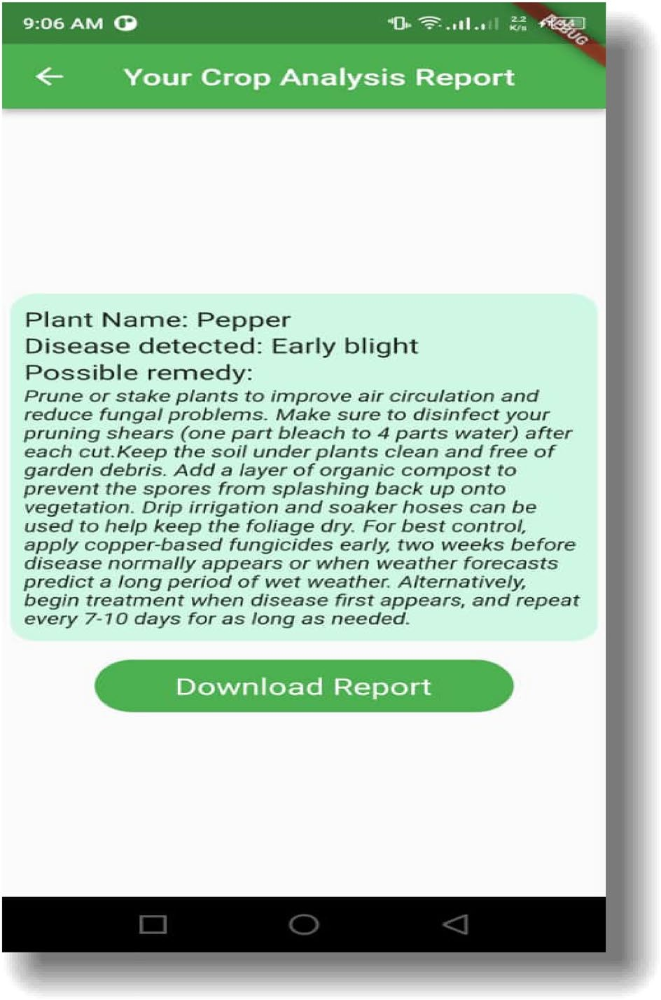 9:06 AM
2.2
K/s
DEBUG
Your Crop Analysis Report
Plant Name: Pepper
Disease detected: Early blight
Possible remedy:
Prune or stake plants to improve air circulation and
reduce fungal problems. Make sure to disinfect your
pruning shears (one part bleach to 4 parts water) after
each cut.Keep the soil under plants clean and free of
garden debris. Add a layer of organic compost to
prevent the spores from splashing back up onto
vegetation. Drip irrigation and soaker hoses can be
used to help keep the foliage dry. For best control,
apply copper-based fungicides early, two weeks before
disease normally appears or when weather forecasts
predict a long period of wet weather. Alternatively,
begin treatment when disease first appears, and repeat
every 7-10 days for as long as needed.
Download Report